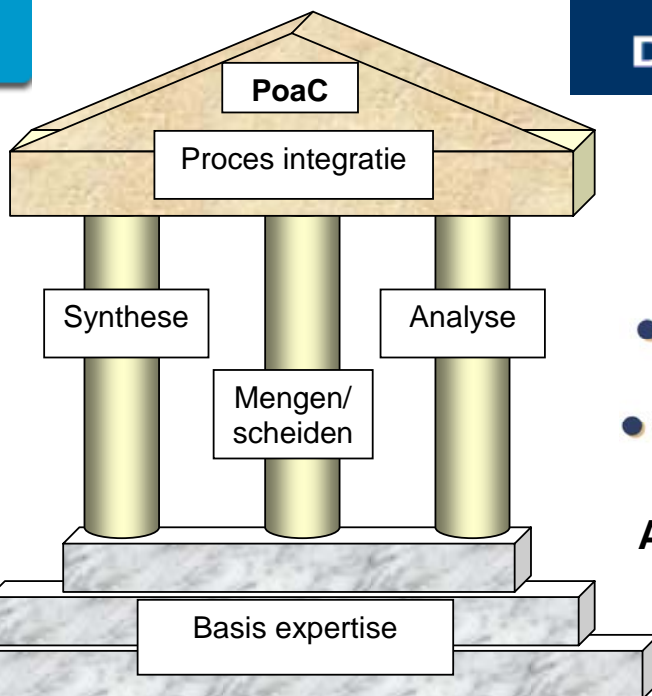 D
PoaC
Proces integratie
Synthese
Analyse
Mengen/
scheiden
A
Basis expertise